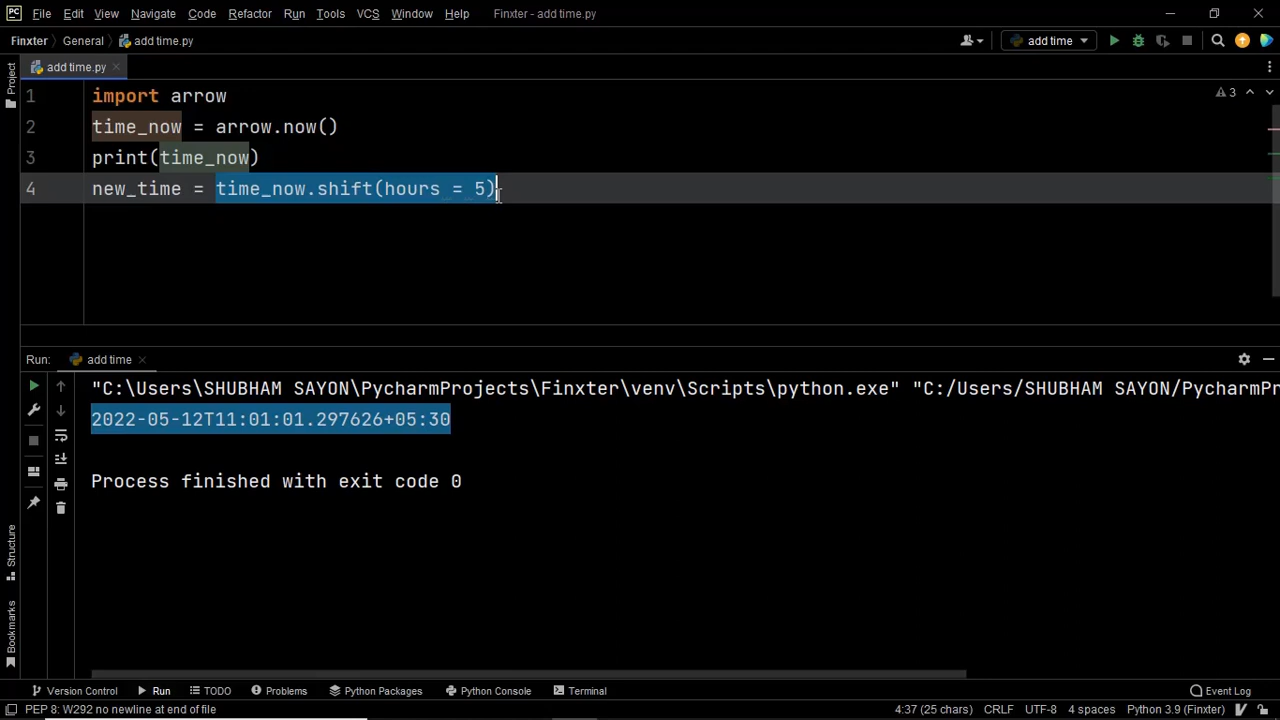 PC File Edit View Navigate Code Refactor Run Tools VCS Window Help Finxter - add time.py
Finxter General add time.py add time
Project add time.py
1 import arrow 3
2 time_now = arrow.now()
3 print(time_now)
4 new_time = time_now.shift(hours = 5)
Run: add time
"C:\Users\SHUBHAM SAYON\PycharmProjects\Finxter\venv\Scripts\python.exe" "C:/Users/SHUBHAM SAYON/PycharmPr
2022-05-12T11:01:01.297626+05:30
Process finished with exit code 0
Structure
Bookmarks
Version Control Run TODO Problems Python Packages Python Console Terminal Event Log
PEP 8: W292 no newline at end of file 4:37 (25 chars) CRLF UTF-8 4 spaces Python 3.9 (Finxter)